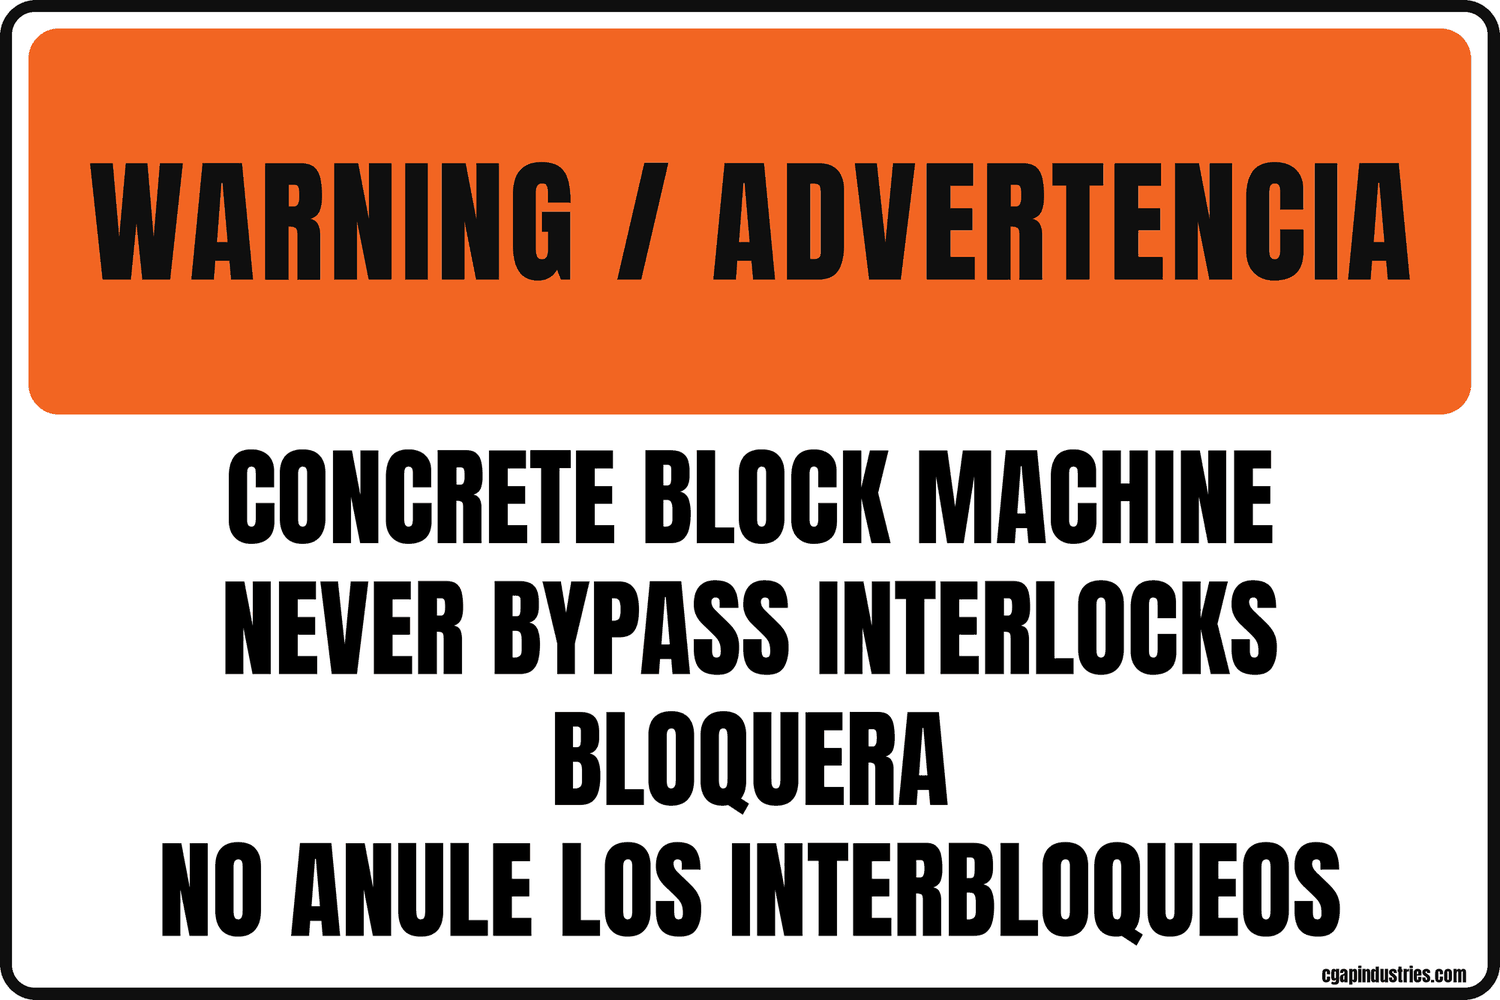 WARNING / ADVERTENCIA
CONCRETE BLOCK MACHINE
NEVER BYPASS INTERLOCKS
BLOQUERA
NO ANULE LOS INTERBLOQUEOS
cgapindustries.com